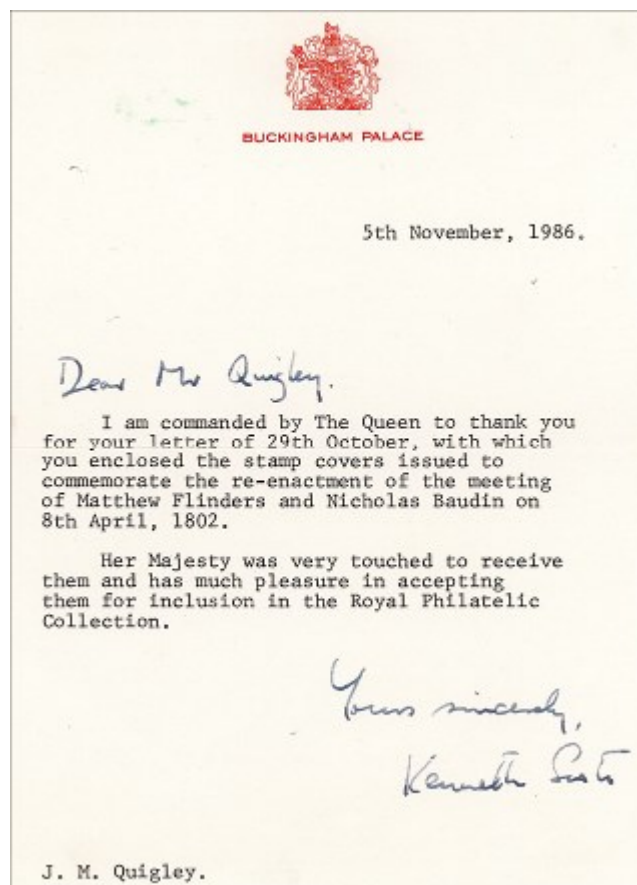 BUCKINGHAM PALACE
5th November, 1986.
Dear Mr Quigley.
I am commanded by The Queen to thank you
for your letter of 29th October, with which
you enclosed the stamp covers issued to
commemorate the re-enactment of the meeting
of Matthew Flinders and Nicholas Baudin on
8th April, 1802.
Her Majesty was very touched to receive
them and has much pleasure in accepting
them for inclusion in the Royal Philatelic
Collection.
Yours sincerely,
Kenneth Scott
J. M. Quigley.